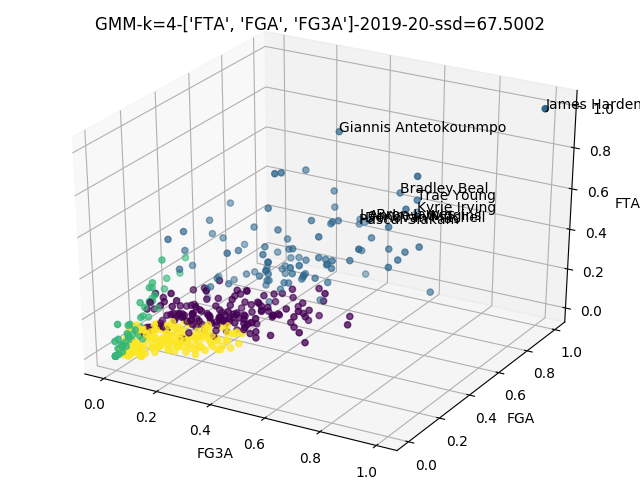 GMM-k=4-['FTA', 'FGA', 'FG3A']-2019-20-ssd=67.5002
James Harden
Giannis Antetokounmpo
Bradley Beal
Trae Young
Kyrie Irving
Pascal Siakam
FTA
1.0
0.8
0.6
0.4
0.2
0.0
FGA
1.0
0.8
0.6
0.4
0.2
0.0
FG3A
0.0
0.2
0.4
0.6
0.8
1.0